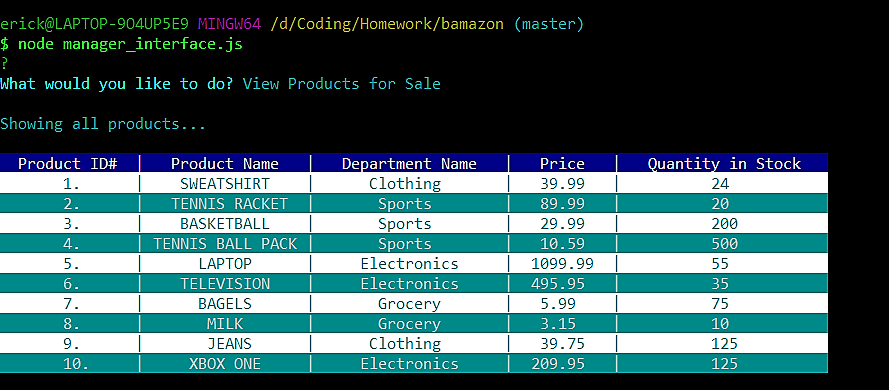 erick@LAPTOP-9O4UP5E9 MINGW64 /d/Coding/Homework/bamazon (master)
$ node manager_interface.js
?
What would you like to do? View Products for Sale
Showing all products...
Product ID# | Product Name | Department Name | Price | Quantity in Stock
1. | SWEATSHIRT | Clothing | 39.99 | 24
2. | TENNIS RACKET | Sports | 89.99 | 20
3. | BASKETBALL | Sports | 29.99 | 200
4. | TENNIS BALL PACK | Sports | 10.59 | 500
5. | LAPTOP | Electronics | 1099.99 | 55
6. | TELEVISION | Electronics | 495.95 | 35
7. | BAGELS | Grocery | 5.99 | 75
8. | MILK | Grocery | 3.15 | 10
9. | JEANS | Clothing | 39.75 | 125
10. | XBOX ONE | Electronics | 209.95 | 125